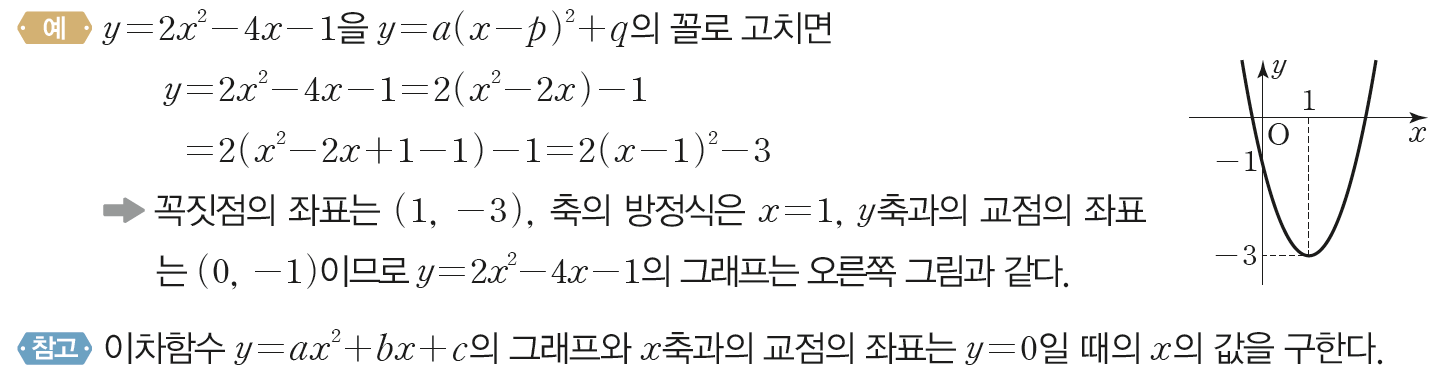 예 y=2x²-4x-1을 y=a(x-p)²+q의 꼴로 고치면
y=2x²-4x-1=2(x²-2x)-1
=2(x²-2x+1-1)-1=2(x-1)²-3
➡ 꼭짓점의 좌표는 (1, -3), 축의 방정식은 x=1, y축과의 교점의 좌표
는 (0, -1)이므로 y=2x²-4x-1의 그래프는 오른쪽 그림과 같다.
y
1
O
x
-1
-3
참고 이차함수 y=ax²+bx+c의 그래프와 x축과의 교점의 좌표는 y=0일 때의 x의 값을 구한다.